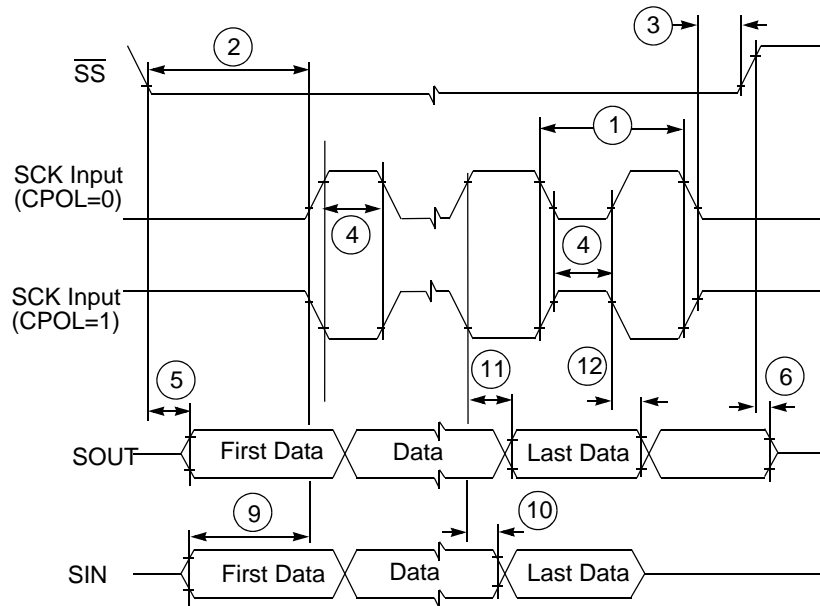 3
2
SS
1
SCK Input
(CPOL=0)
4
4
SCK Input
(CPOL=1)
5
11
12
6
SOUT
First Data
Data
Last Data
9
10
SIN
First Data
Data
Last Data